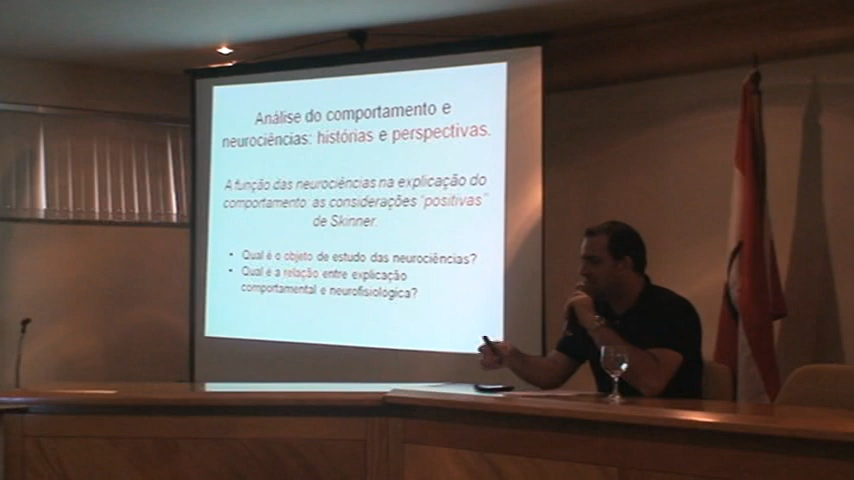 Análise do comportamento e
neurociências: histórias e perspectivas.
A função das neurociências na explicação do
comportamento: as considerações "positivas"
de Skinner.
• Qual é o objeto de estudo das neurociências?
• Qual é a relação entre explicação
comportamental e neurofisiológica?